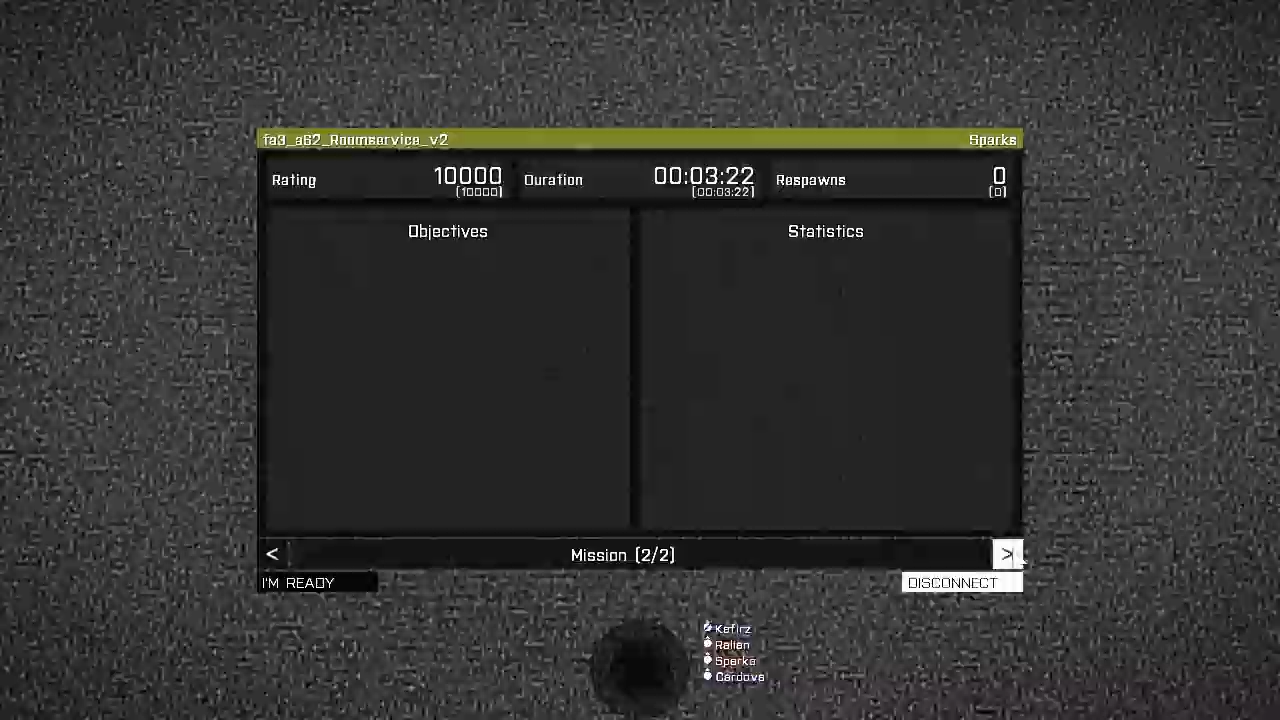 fa3_a62_Roomservice_v2 Sparks
Rating 10000 (10000) Duration 00:03:22 (00:03:22) Respawns 0 (0)
Objectives Statistics
< Mission (2/2) >
I'M READY DISCONNECT
Kefirz
Ralian
Sparks
Cordova